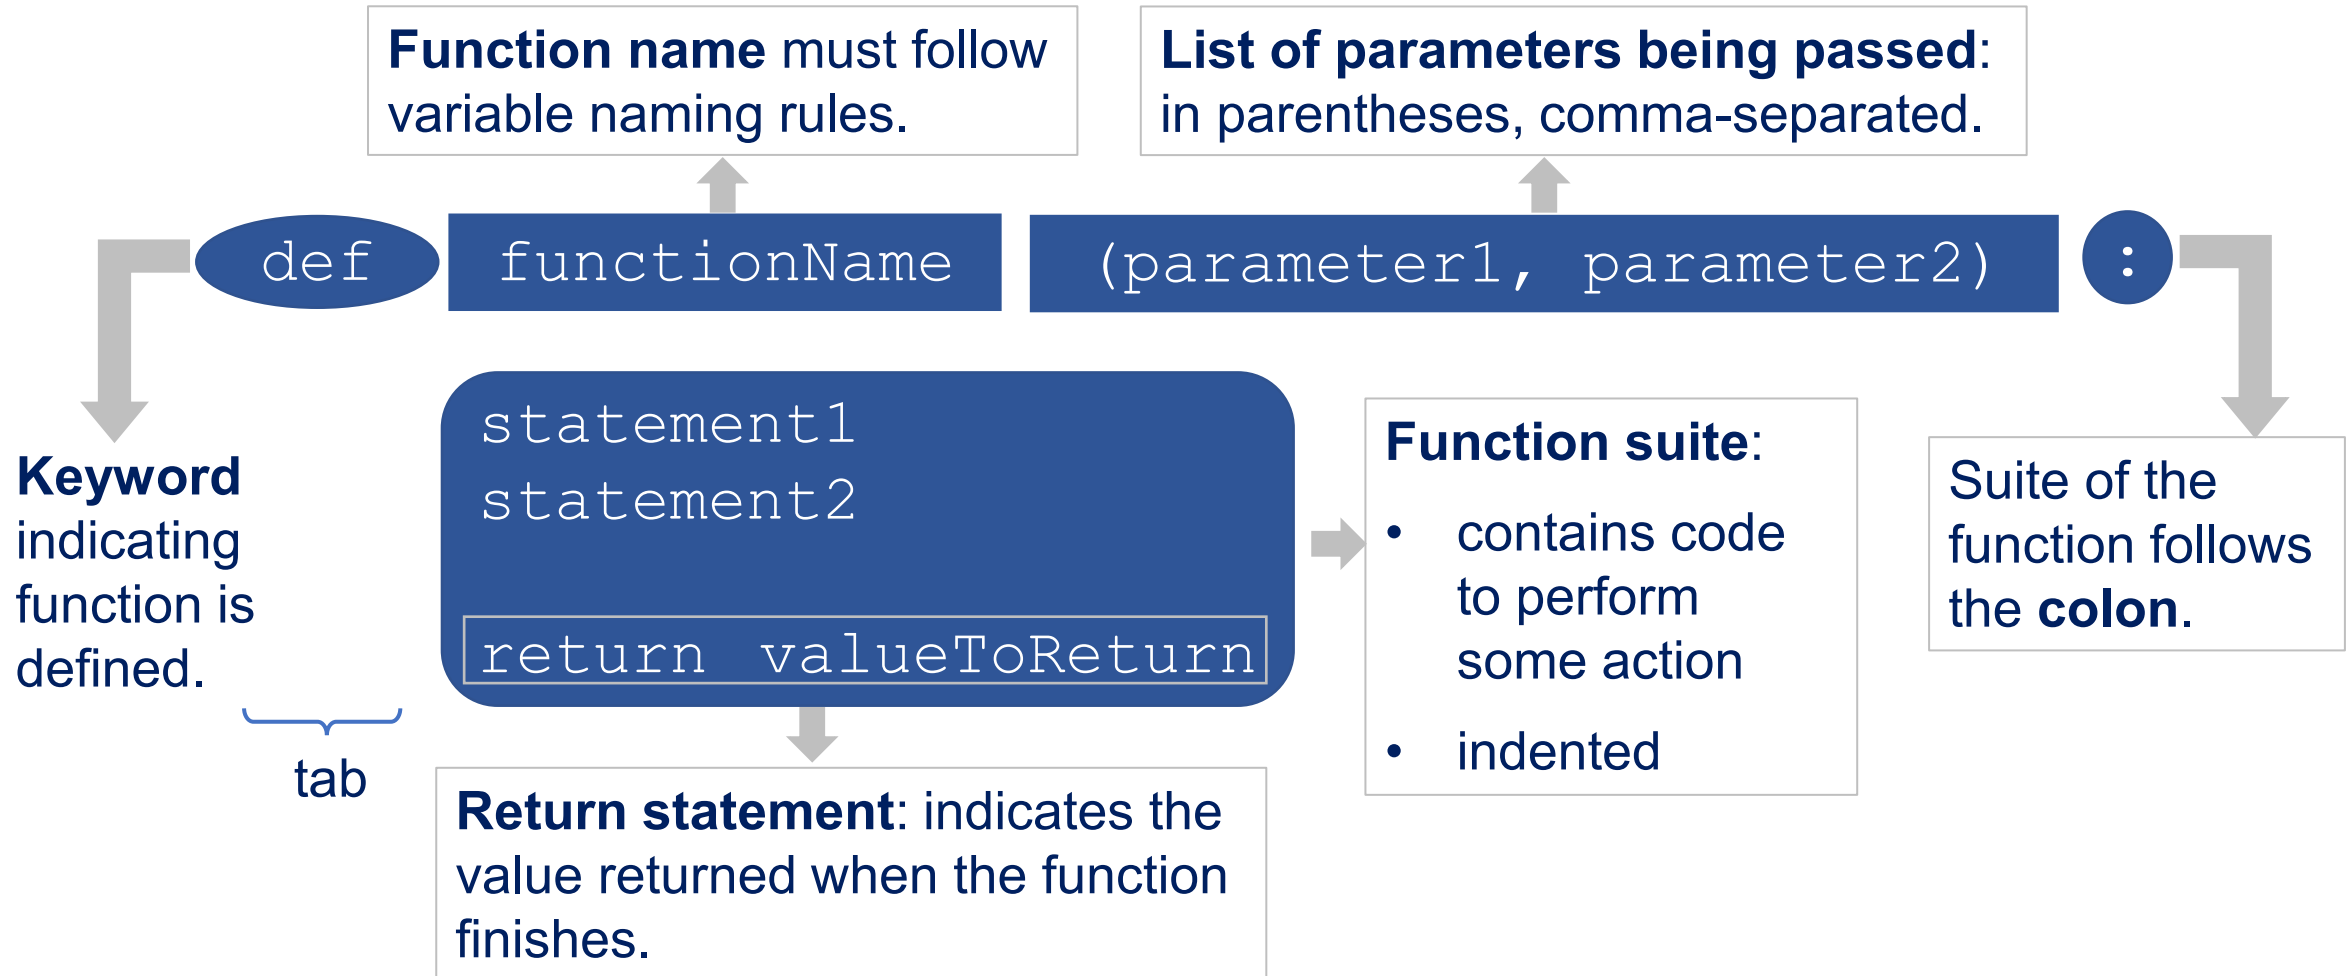 Function name must follow
variable naming rules.
List of parameters being passed:
in parentheses, comma-separated.
def functionName (parameter1, parameter2) :
statement1
statement2
return valueToReturn
Keyword
indicating
function is
defined.
tab
Function suite:
• contains code
to perform
some action
• indented
Suite of the
function follows
the colon.
Return statement: indicates the
value returned when the function
finishes.